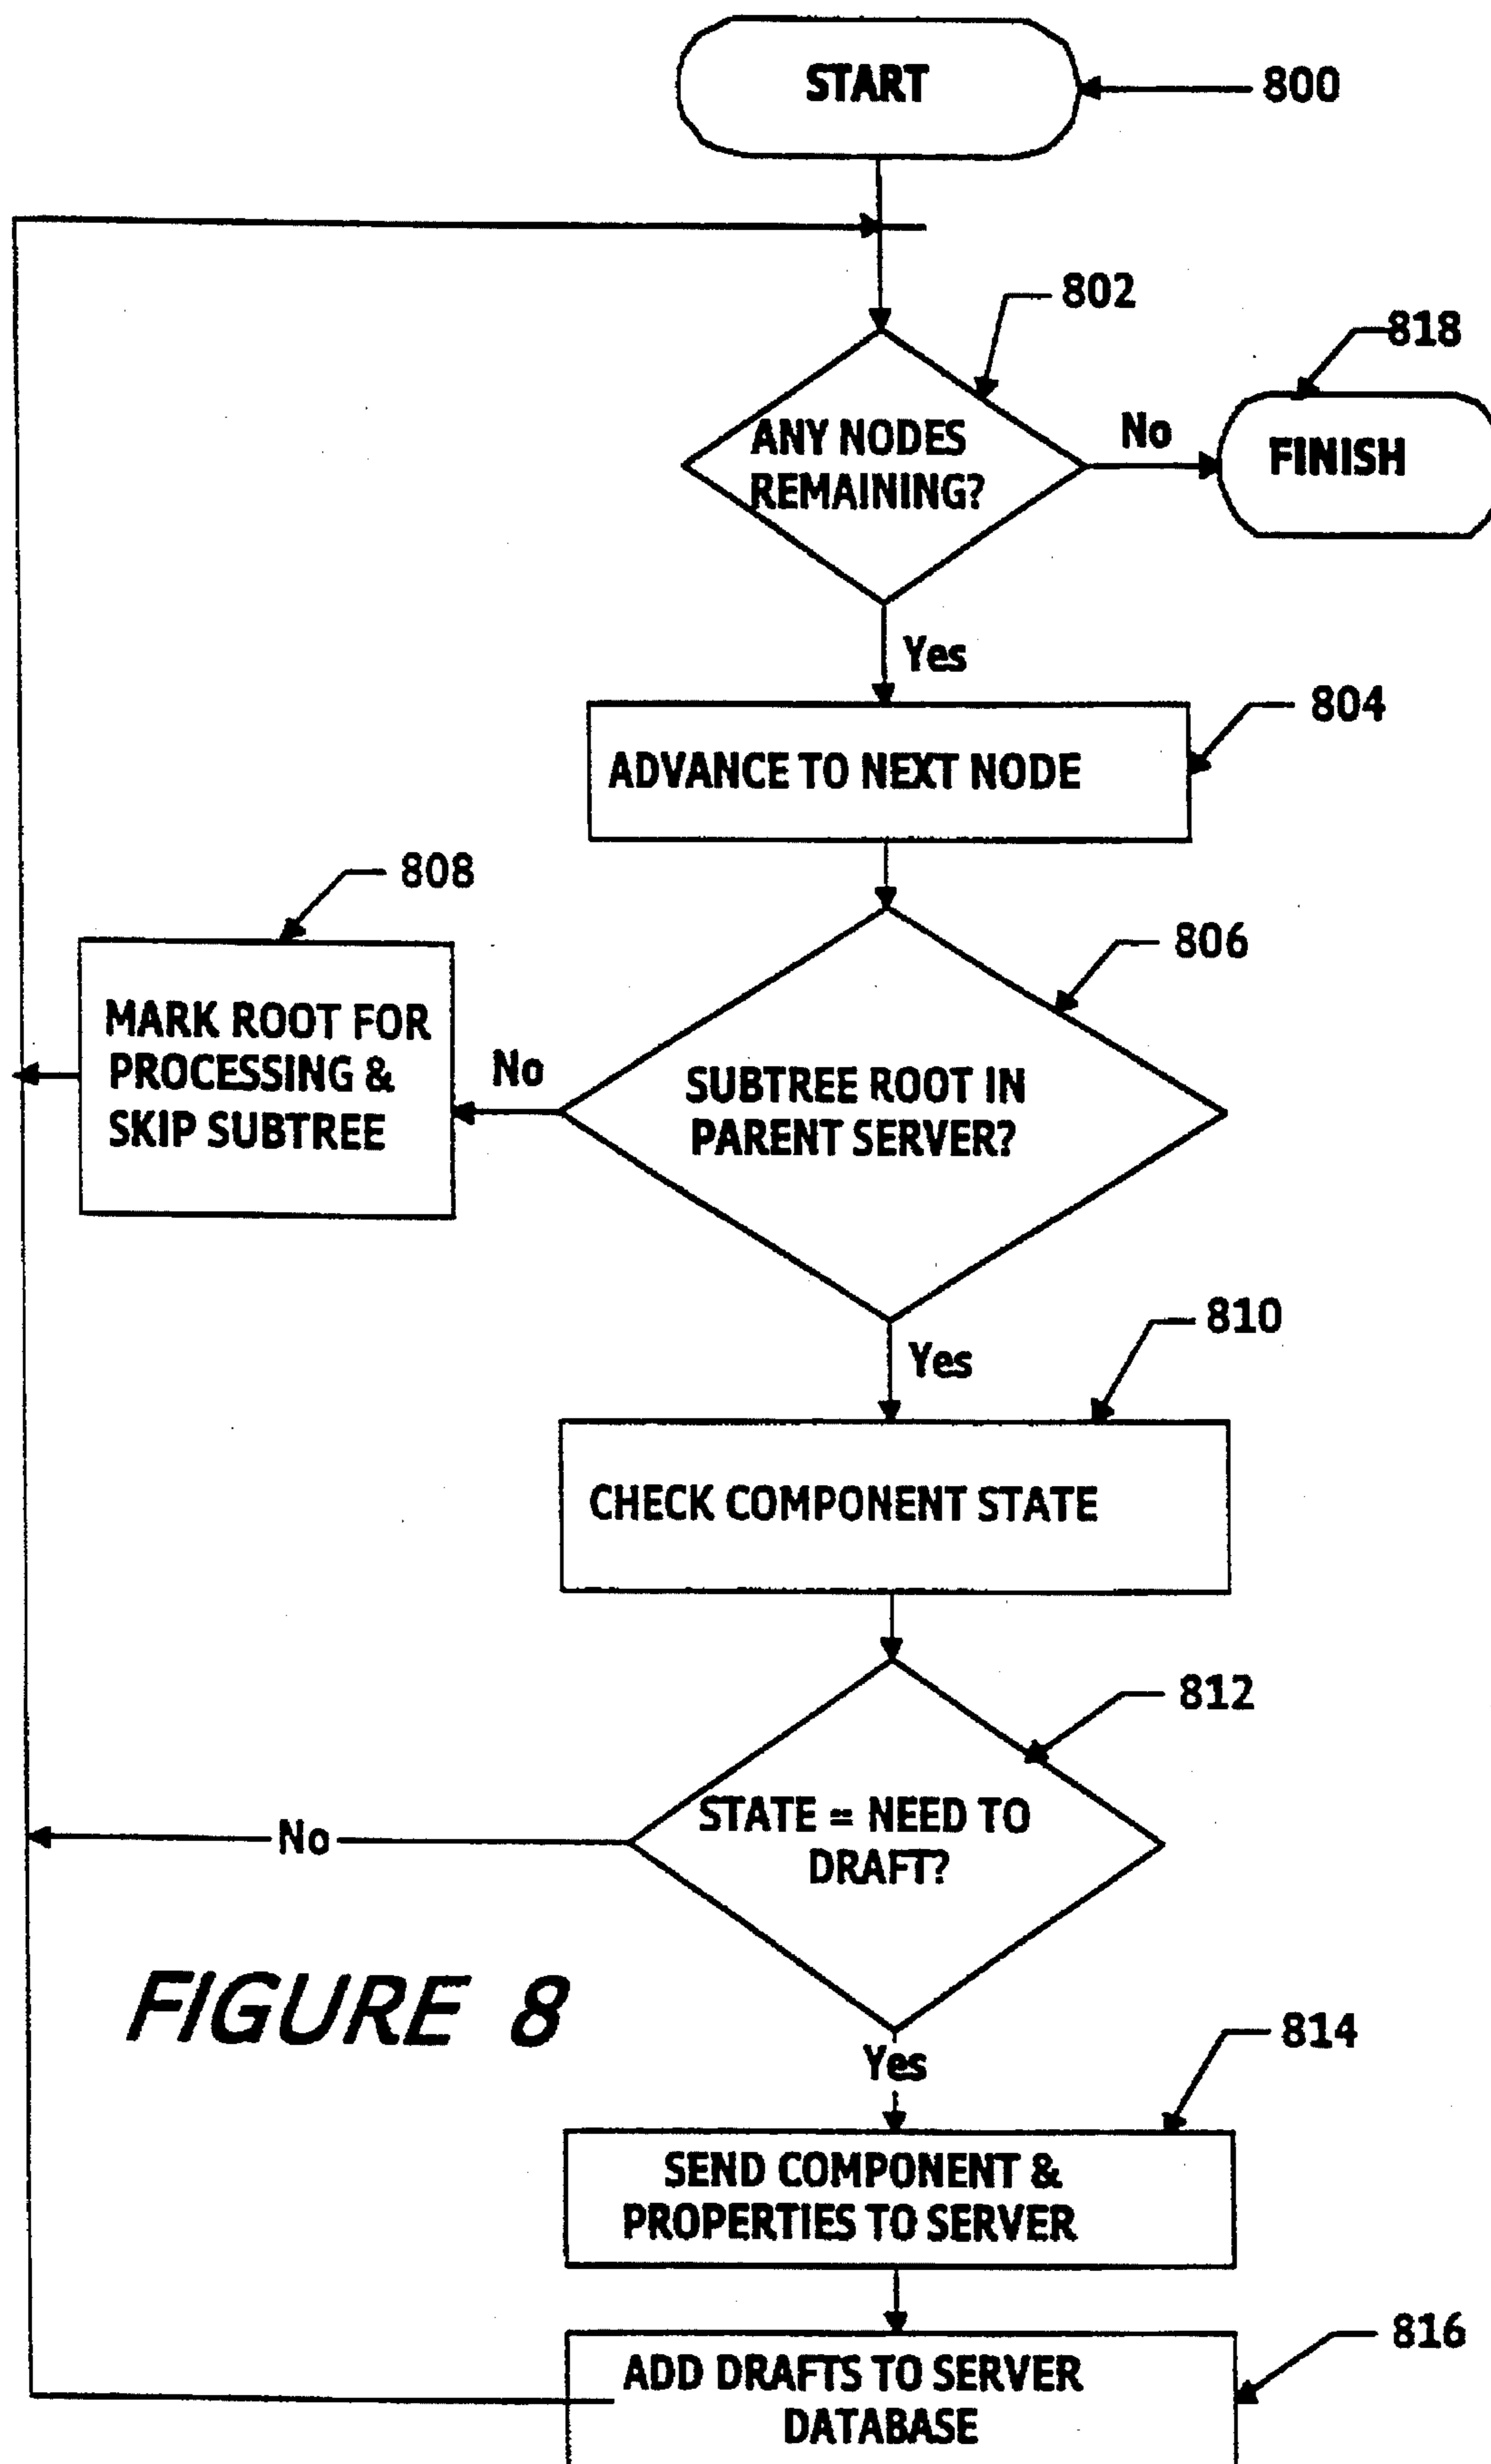 START
800
802
818
ANY NODES
REMAINING?
No
FINISH
Yes
804
ADVANCE TO NEXT NODE
808
806
MARK ROOT FOR
PROCESSING &
SKIP SUBTREE
No
SUBTREE ROOT IN
PARENT SERVER?
810
Yes
CHECK COMPONENT STATE
812
STATE = NEED TO
DRAFT?
No
FIGURE 8
814
Yes
SEND COMPONENT &
PROPERTIES TO SERVER
816
ADD DRAFTS TO SERVER
DATABASE